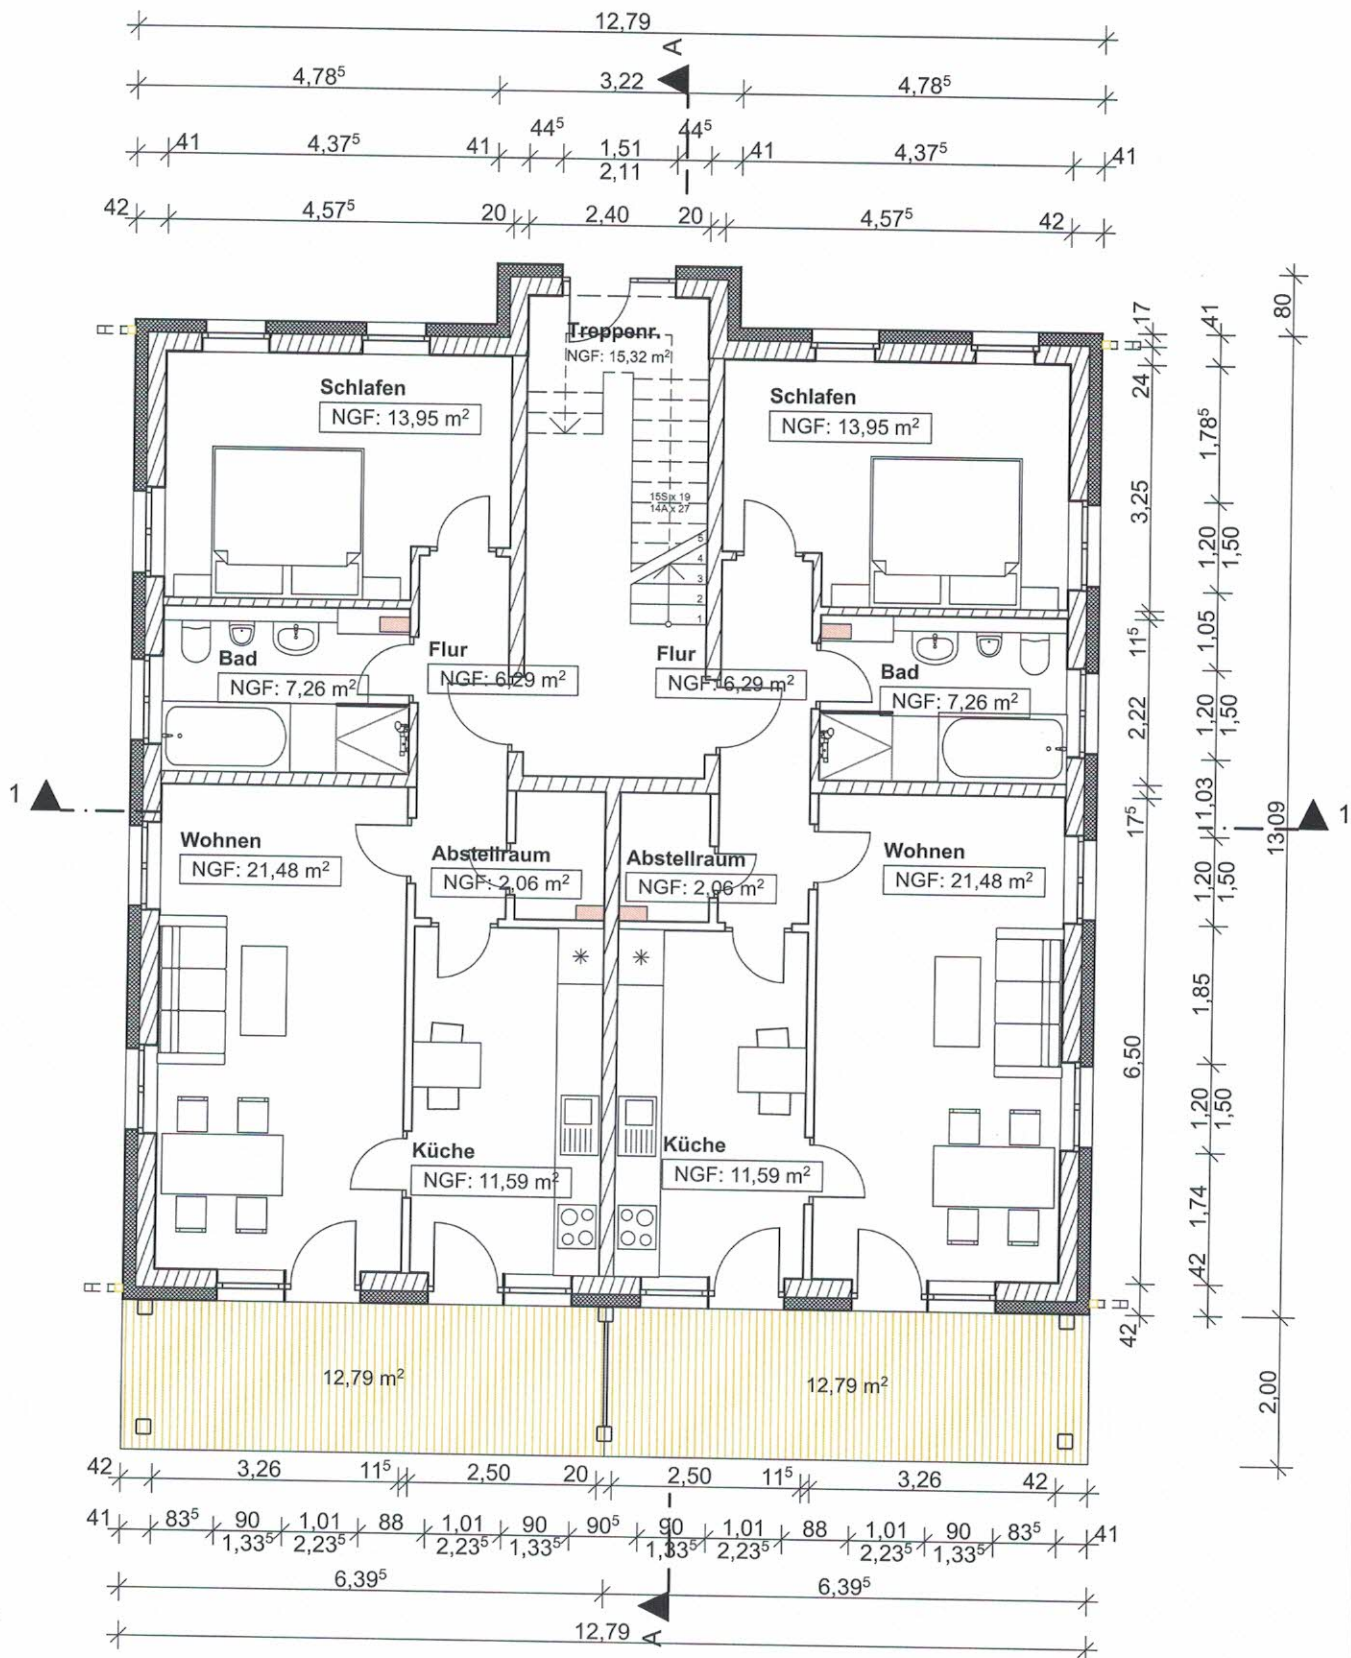 12,79
A
4,78⁵ 3,22 4,78⁵
44⁵ 44⁵
41 4,37⁵ 41 1,51 41 4,37⁵ 41
2,11
42 4,57⁵ 20 2,40 20 4,57⁵ 42
80
17 41
Treppenr.
NGF: 15,32 m²
24
Schlafen
NGF: 13,95 m²
Schlafen
NGF: 13,95 m²
1,78⁵
3,25
15S x 19
14A x 27
1,20
1,50
5
4
3
2
1
11⁵
1,05
Bad
NGF: 7,26 m²
Flur
NGF: 6,29 m²
Flur
NGF: 6,29 m²
Bad
NGF: 7,26 m²
2,22
1,20
1,50
1
1
17⁵
1,03
13,09
Wohnen
NGF: 21,48 m²
Abstellraum
NGF: 2,06 m²
Abstellraum
NGF: 2,06 m²
Wohnen
NGF: 21,48 m²
1,20
1,50
1,85
6,50
1,20
1,50
Küche
NGF: 11,59 m²
Küche
NGF: 11,59 m²
1,74
42
42
12,79 m²
12,79 m²
2,00
42 3,26 11⁵ 2,50 20 2,50 11⁵ 3,26 42
41 83⁵ 90 1,01 88 1,01 90 90⁵ 90 1,01 88 1,01 90 83⁵ 41
1,33⁵ 2,23⁵ 2,23⁵ 1,33⁵ 1,33⁵ 2,23⁵ 2,23⁵ 1,33⁵
6,39⁵ 6,39⁵
12,79
A